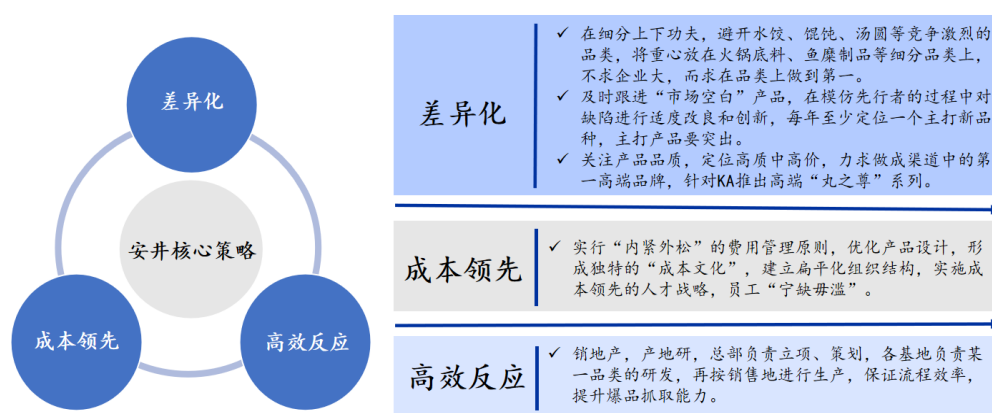 差异化
安井核心策略
成本领先
高效反应
差异化
✓ 在细分上下功夫，避开水饺、馄饨、汤圆等竞争激烈的
品类，将重心放在火锅底料、鱼糜制品等细分品类上，
不求企业大，而求在品类上做到第一。
✓ 及时跟进“市场空白”产品，在模仿先行者的过程中对
缺陷进行适度改良和创新，每年至少定位一个主打新品
种，主打产品要突出。
✓ 关注产品品质，定位高质中高价，力求做成渠道中的第
一高端品牌，针对KA推出高端“丸之尊”系列。
成本领先
✓ 实行“内紧外松”的费用管理原则，优化产品设计，形
成独特的“成本文化”，建立扁平化组织结构，实施成
本领先的人才战略，员工“宁缺毋滥”。
高效反应
✓ 销地产，产地研，总部负责立项、策划，各基地负责某
一品类的研发，再按销售地进行生产，保证流程效率，
提升爆品抓取能力。